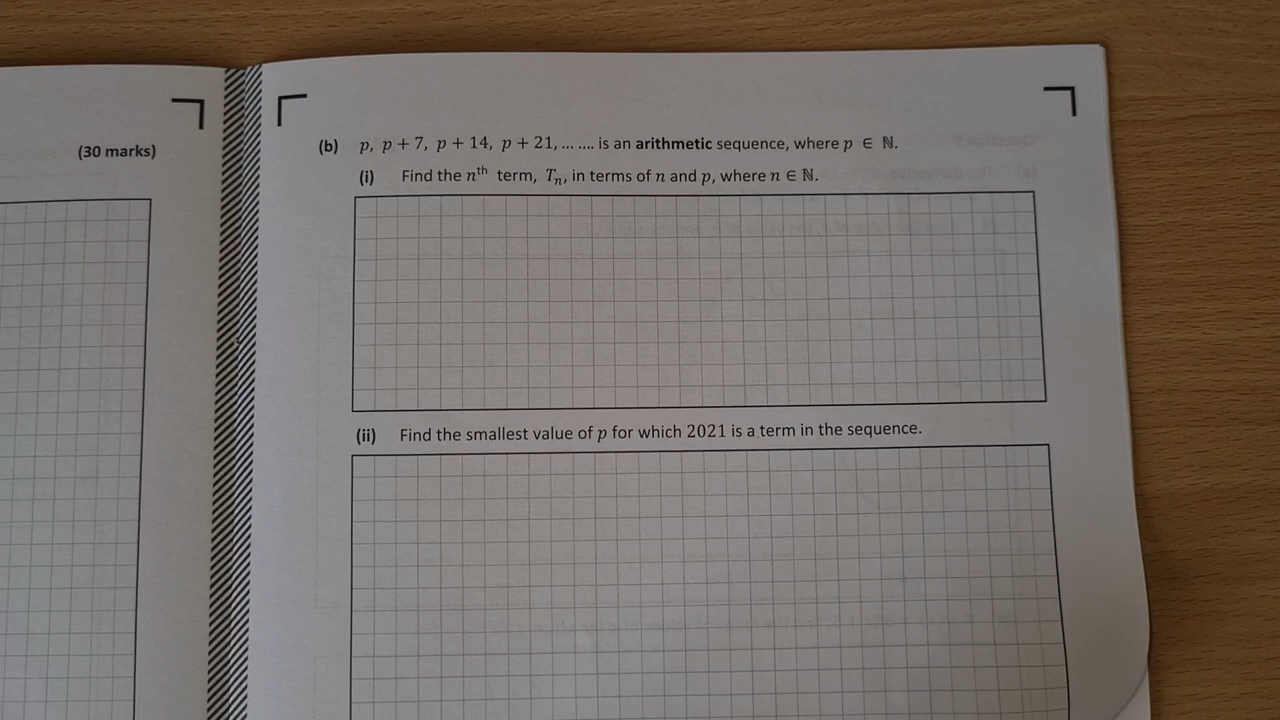 (30 marks)
(b) p, p + 7, p + 14, p + 21, ... .... is an arithmetic sequence, where p ∈ ℕ.
(i) Find the nᵗʰ term, Tₙ, in terms of n and p, where n ∈ ℕ.
(ii) Find the smallest value of p for which 2021 is a term in the sequence.